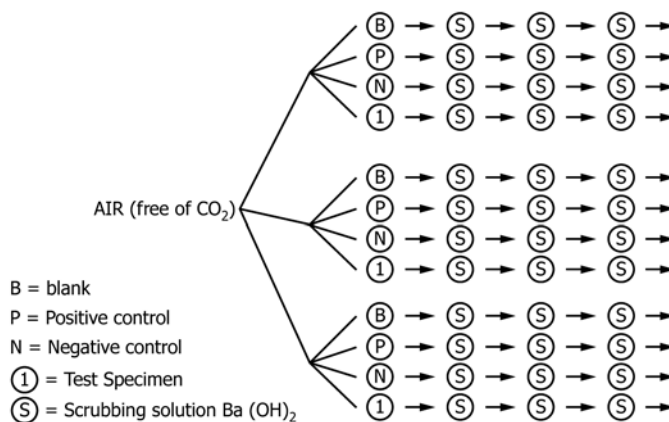 B S S S
P S S S
N S S S
1 S S S
B S S S
AIR (free of CO₂)
P S S S
N S S S
1 S S S
B = blank
B S S S
P = Positive control
P S S S
N = Negative control
N S S S
1 = Test Specimen
1 S S S
S = Scrubbing solution Ba (OH)₂